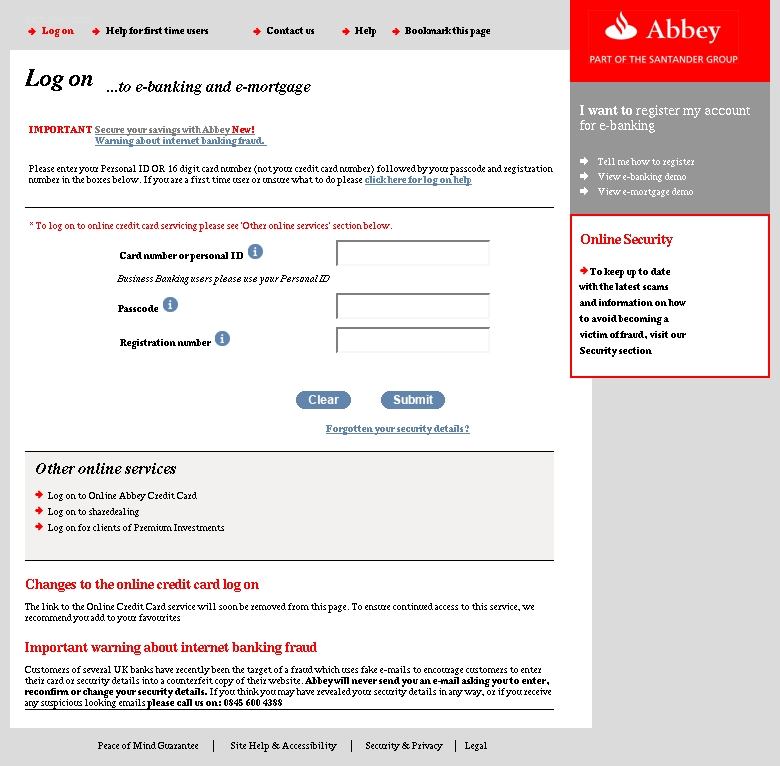 Log on Help for first time users Contact us Help Bookmark this page
Abbey
PART OF THE SANTANDER GROUP
Log on ...to e-banking and e-mortgage
I want to register my account
for e-banking
Tell me how to register
View e-banking demo
View e-mortgage demo
IMPORTANT Secure your savings with Abbey New!
Warning about internet banking fraud.
Please enter your Personal ID OR 16 digit card number (not your credit card number) followed by your passcode and registration
number in the boxes below. If you are a first time user or unsure what to do please click here for log on help
* To log on to online credit card servicing please see 'Other online services' section below.
Card number or personal ID i
Business Banking users please use your Personal ID
Passcode i
Registration number i
Clear Submit
Forgotten your security details?
Online Security
To keep up to date
with the latest scams
and information on how
to avoid becoming a
victim of fraud, visit our
Security section
Other online services
Log on to Online Abbey Credit Card
Log on to sharedealing
Log on for clients of Premium Investments
Changes to the online credit card log on
The link to the Online Credit Card service will soon be removed from this page. To ensure continued access to this service, we
recommend you add to your favourites
Important warning about internet banking fraud
Customers of several UK banks have recently been the target of a fraud which uses fake e-mails to encourage customers to enter
their card or security details into a counterfeit copy of their website. Abbey will never send you an e-mail asking you to enter,
reconfirm or change your security details. If you think you may have revealed your security details in any way, or if you receive
any suspicious looking emails please call us on: 0845 600 4388
Peace of Mind Guarantee | Site Help & Accessibility | Security & Privacy | Legal